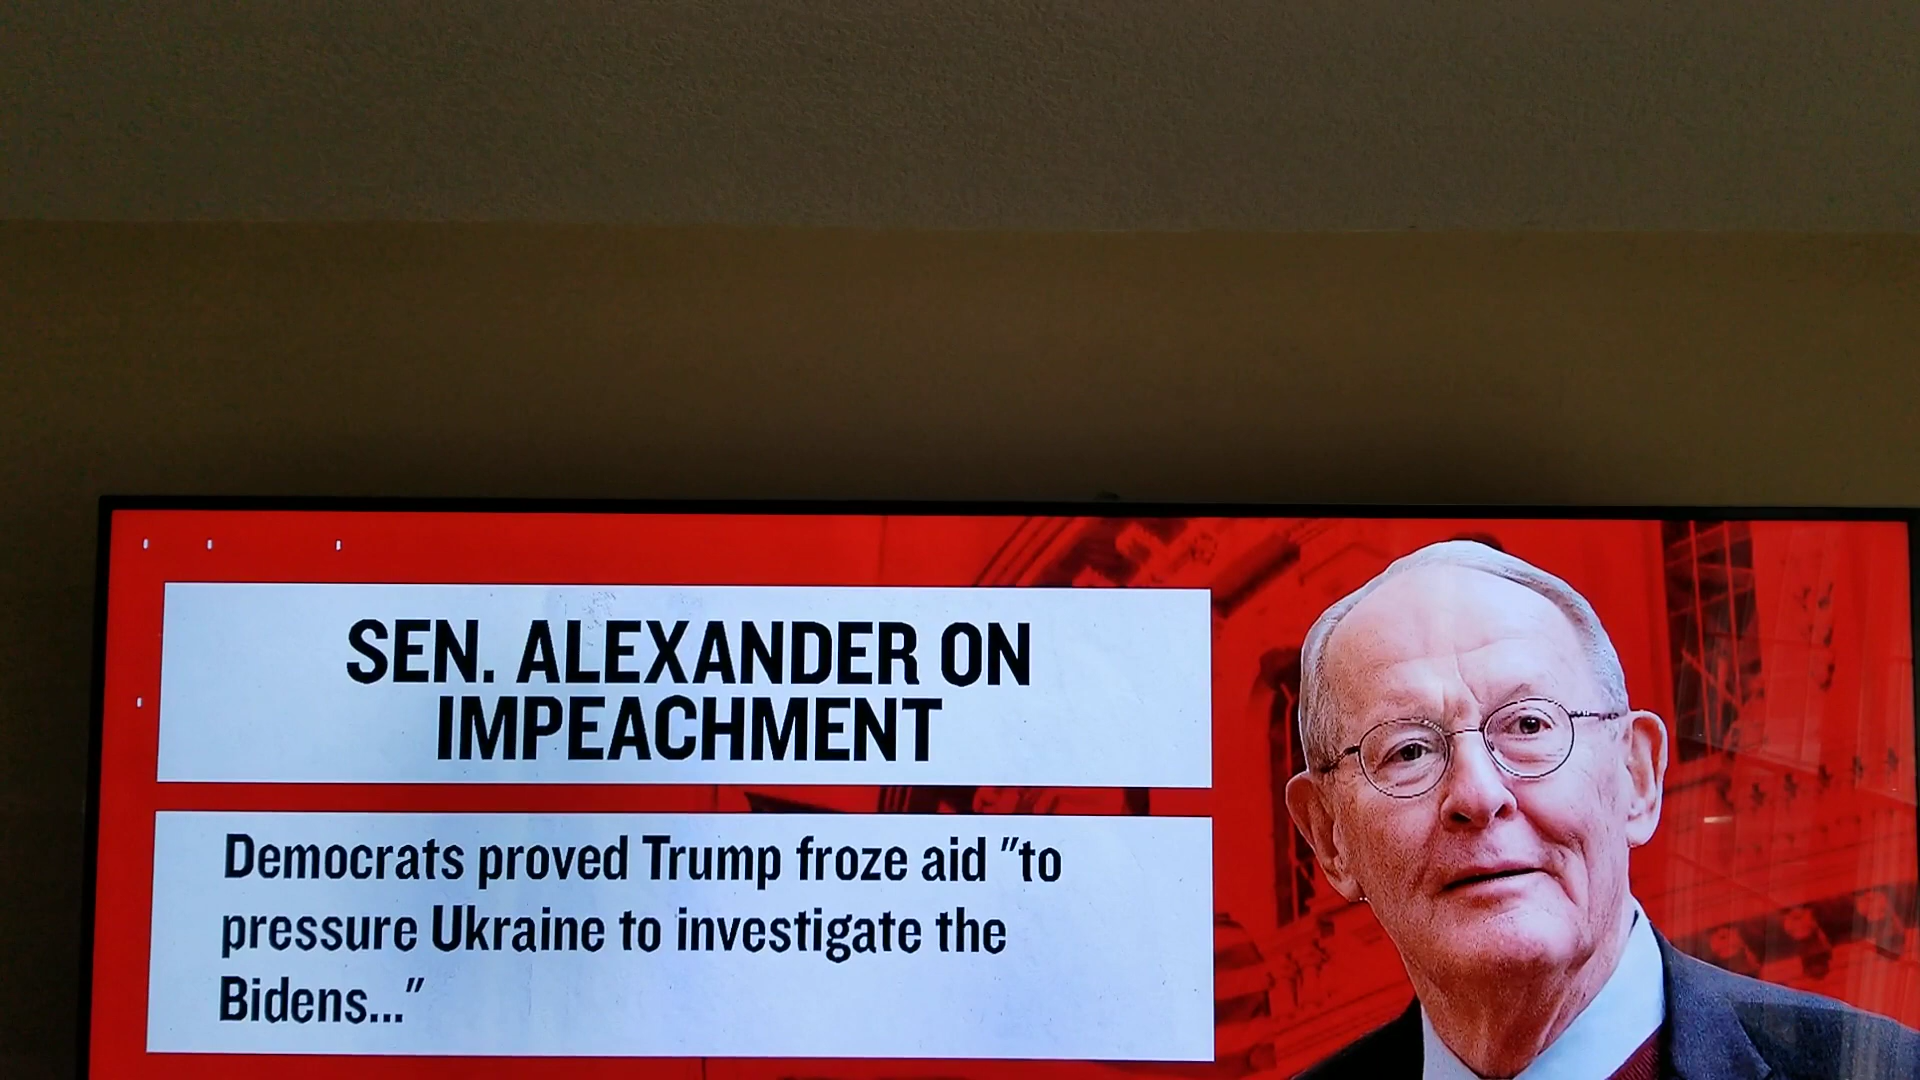 SEN. ALEXANDER ON
IMPEACHMENT
Democrats proved Trump froze aid "to
pressure Ukraine to investigate the
Bidens..."